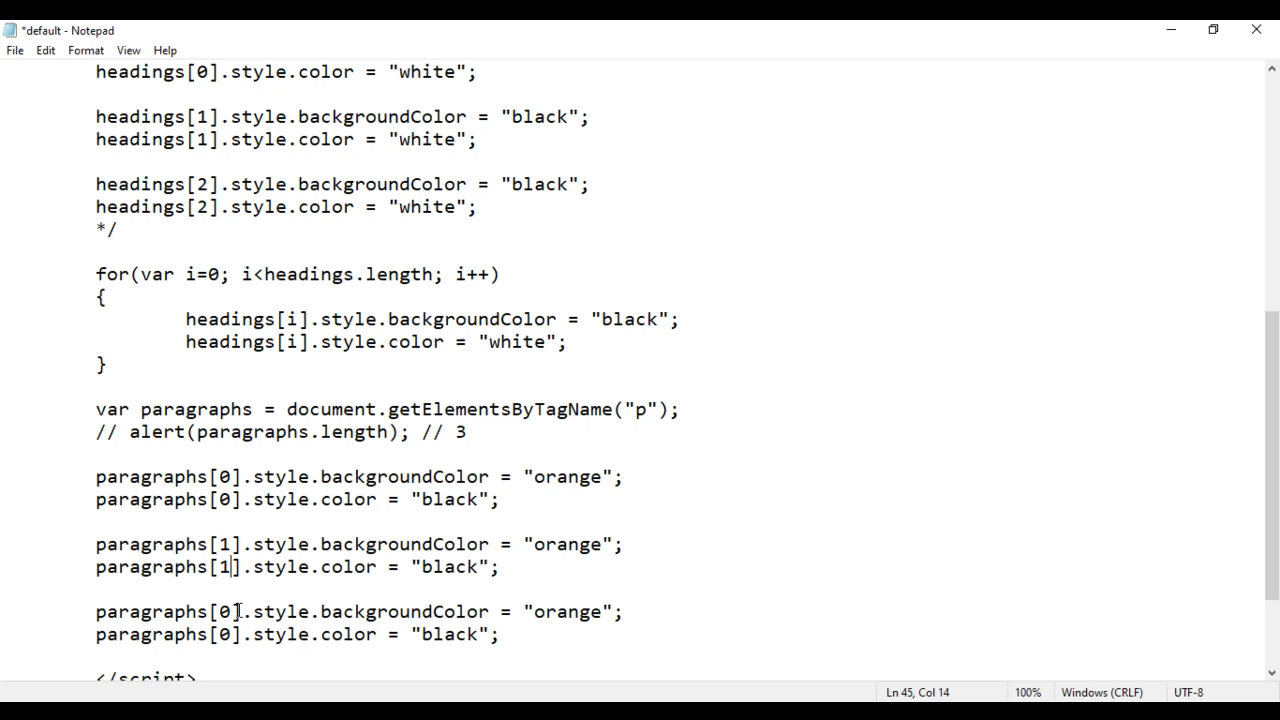 *default - Notepad
File Edit Format View Help
headings[0].style.color = "white";
headings[1].style.backgroundColor = "black";
headings[1].style.color = "white";
headings[2].style.backgroundColor = "black";
headings[2].style.color = "white";
*/
for(var i=0; i<headings.length; i++)
{
headings[i].style.backgroundColor = "black";
headings[i].style.color = "white";
}
var paragraphs = document.getElementsByTagName("p");
// alert(paragraphs.length); // 3
paragraphs[0].style.backgroundColor = "orange";
paragraphs[0].style.color = "black";
paragraphs[1].style.backgroundColor = "orange";
paragraphs[1].style.color = "black";
paragraphs[0].style.backgroundColor = "orange";
paragraphs[0].style.color = "black";
</script>
Ln 45, Col 14 100% Windows (CRLF) UTF-8